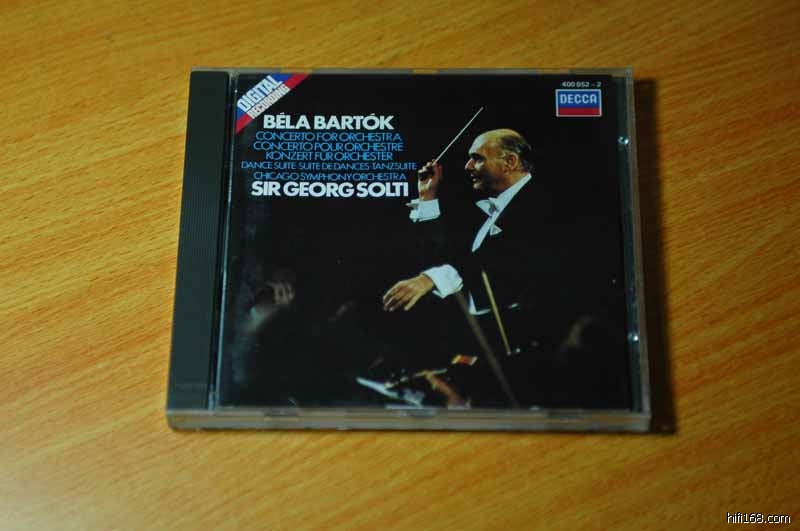 DIGITAL
RECORDING
400 052-2
DECCA
BÉLA BARTÓK
CONCERTO FOR ORCHESTRA
CONCERTO POUR ORCHESTRE
KONZERT FÜR ORCHESTER
DANCE SUITE·SUITE DE DANCES·TANZSUITE
CHICAGO SYMPHONY ORCHESTRA
SIR GEORG SOLTI
hifi168.com